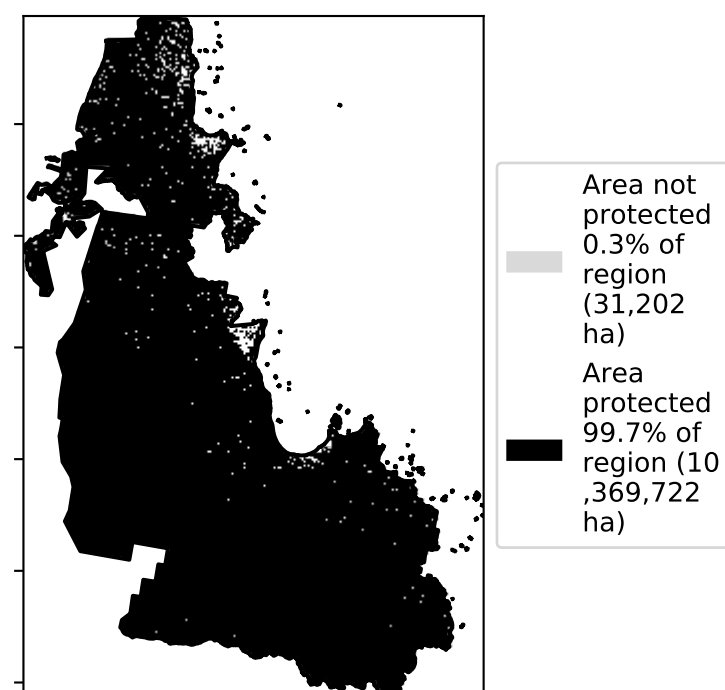 Area not
protected
0.3% of
region
(31,202
ha)
Area
protected
99.7% of
region (10
,369,722
ha)